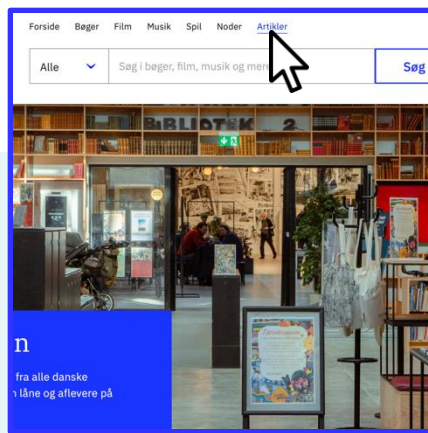 Forside Bøger Film Musik Spil Noder Artikler
Alle Søg i bøger, film, musik og mer Søg
BIBLIOTEK 2
n
fra alle danske
n låne og aflevere på